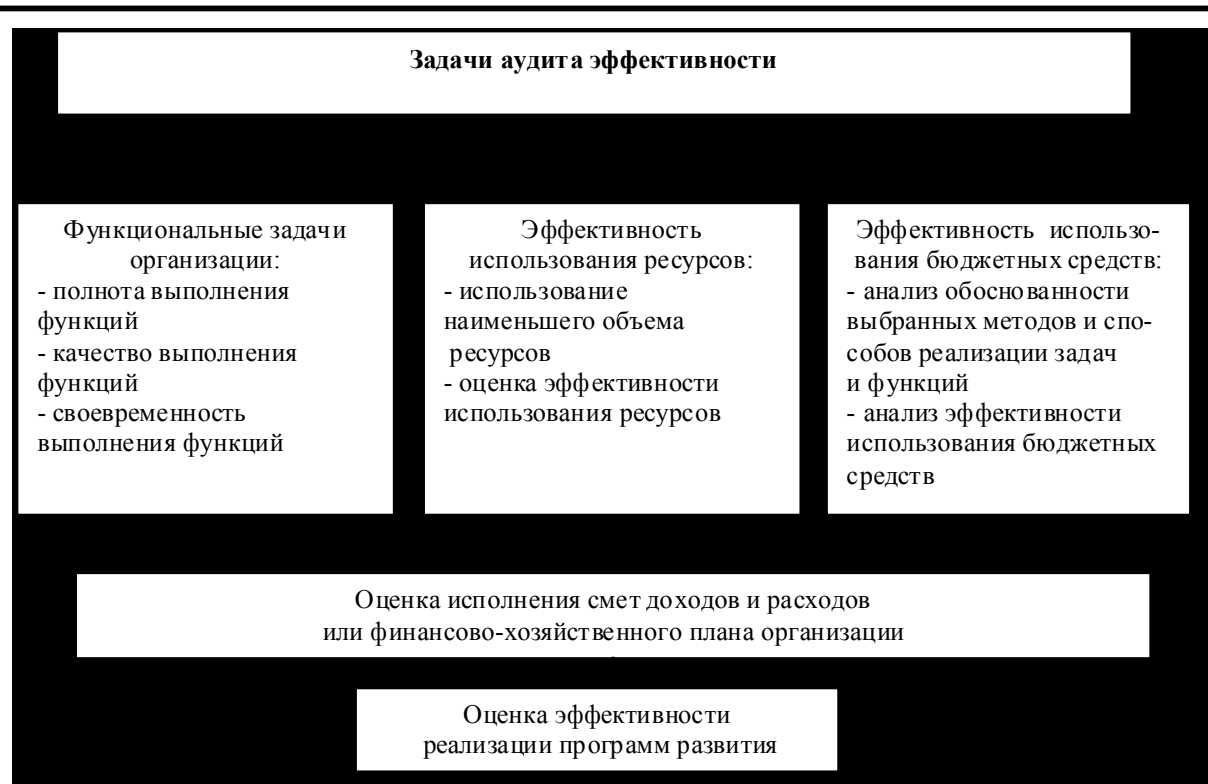 Задачи аудита эффективности
Функциональные задачи
организации:
- полнота выполнения
функций
- качество выполнения
функций
- своевременность
выполнения функций
Эффективность
использования ресурсов:
- использование
наименьшего объема
ресурсов
- оценка эффективности
использования ресурсов
Эффективность использо-
вания бюджетных средств:
- анализ обоснованности
выбранных методов и спо-
собов реализации задач
и функций
- анализ эффективности
использования бюджетных
средств
Оценка исполнения смет доходов и расходов
или финансово-хозяйственного плана организации
Оценка эффективности
реализации программ развития